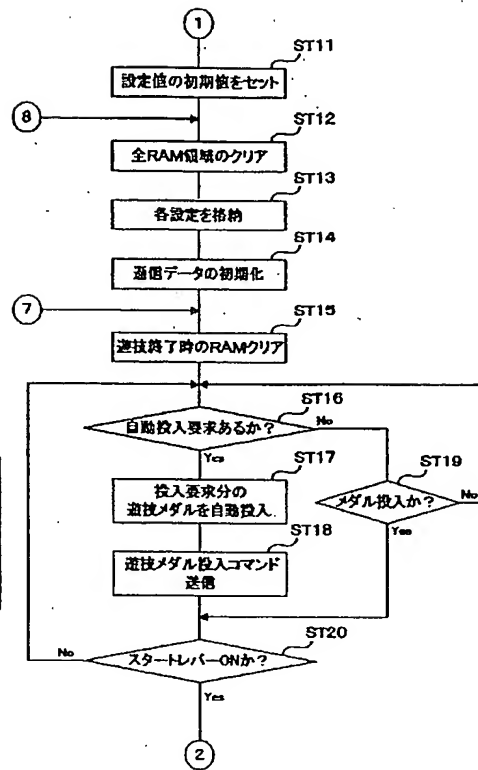 1
ST11
設定値の初期値をセット
8
ST12
全RAM領域のクリア
ST13
各設定を格納
ST14
通信データの初期化
7
ST15
遊技終了時のRAMクリア
ST16
自動投入要求あるか?
No
Yes
ST17
投入要求分の
遊技メダルを自動投入
ST19
メダル投入か?
No
Yes
ST18
遊技メダル投入コマンド
送信
ST20
スタートレバーONか?
No
Yes
2